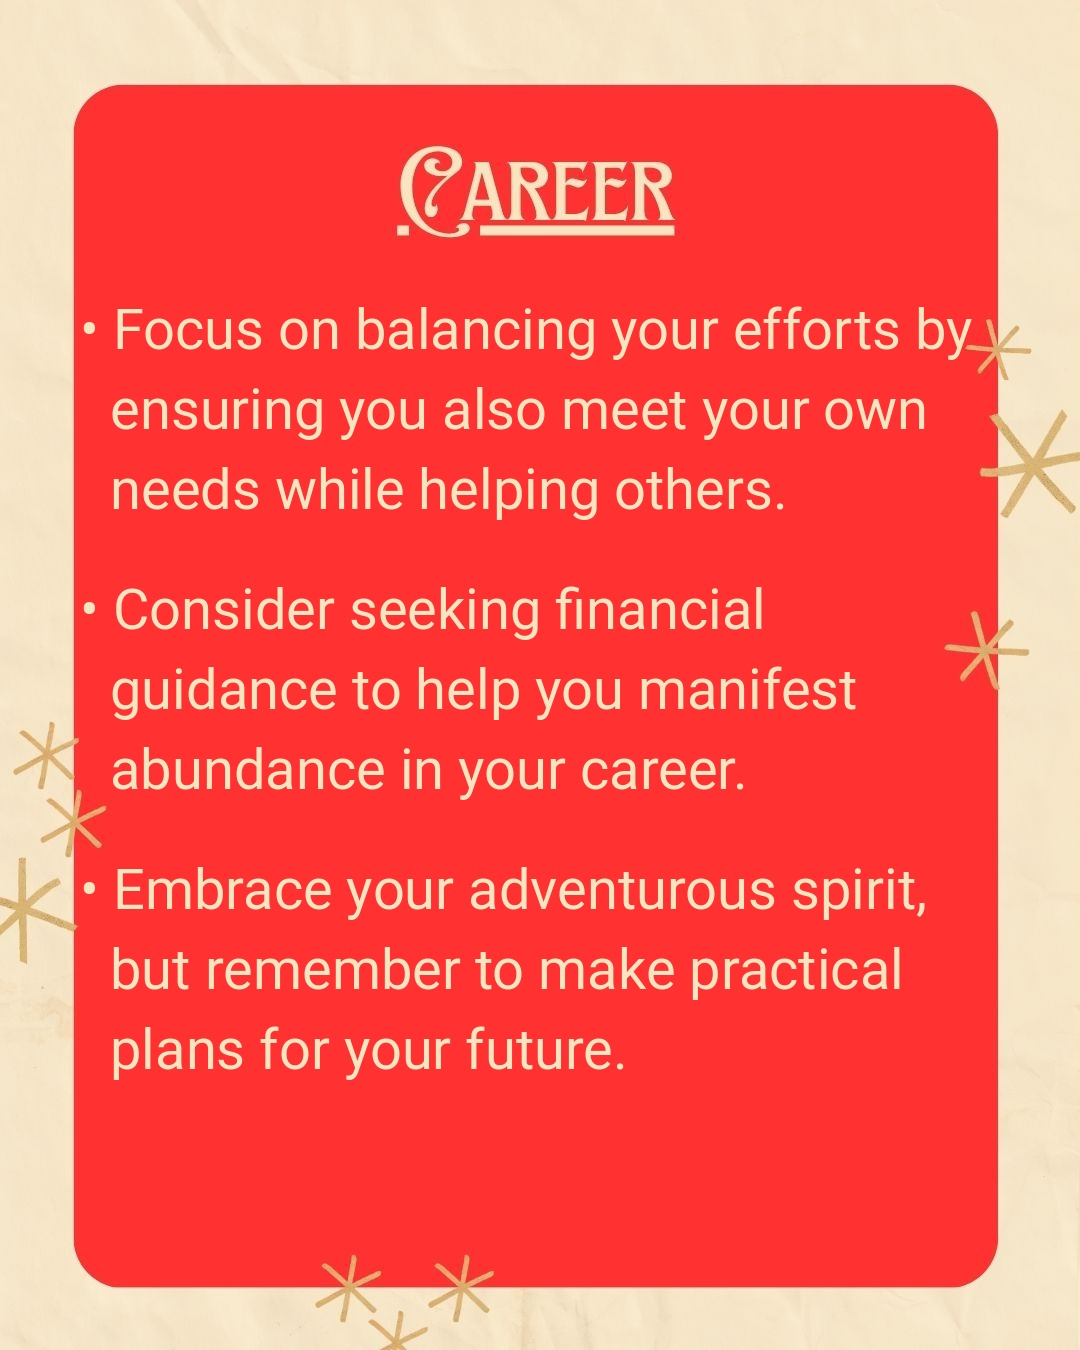 Career
• Focus on balancing your efforts by
ensuring you also meet your own
needs while helping others.
• Consider seeking financial
guidance to help you manifest
abundance in your career.
• Embrace your adventurous spirit,
but remember to make practical
plans for your future.